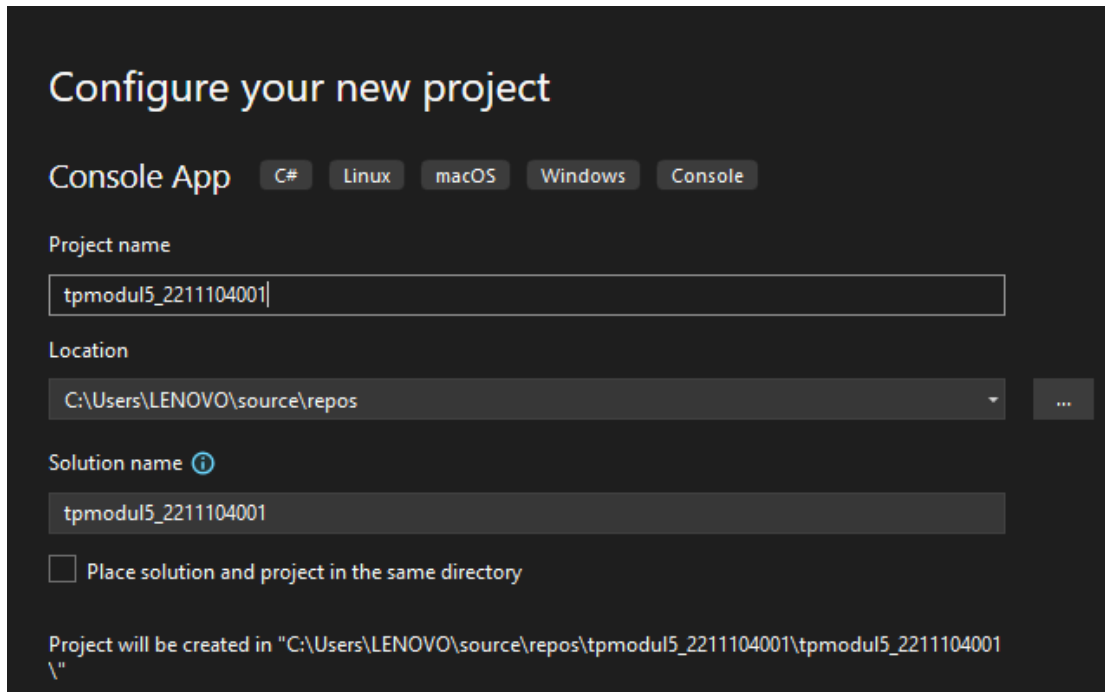 Configure your new project
Console App C# Linux macOS Windows Console
Project name
tpmodul5_2211104001
Location
C:\Users\LENOVO\source\repos
...
Solution name
tpmodul5_2211104001
Place solution and project in the same directory
Project will be created in "C:\Users\LENOVO\source\repos\tpmodul5_2211104001\tpmodul5_2211104001
\"